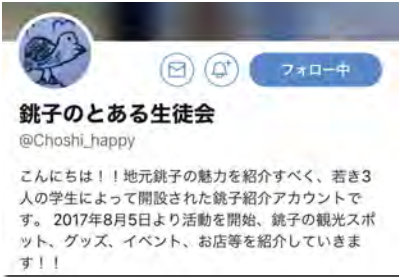 フォロー中
銚子のとある生徒会
@Choshi_happy
こんにちは！！地元銚子の魅力を紹介すべく、若き3
人の学生によって開設された銚子紹介アカウントで
す。 2017年8月5日より活動を開始、銚子の観光スポ
ット、グッズ、イベント、お店等を紹介していきま
す！！